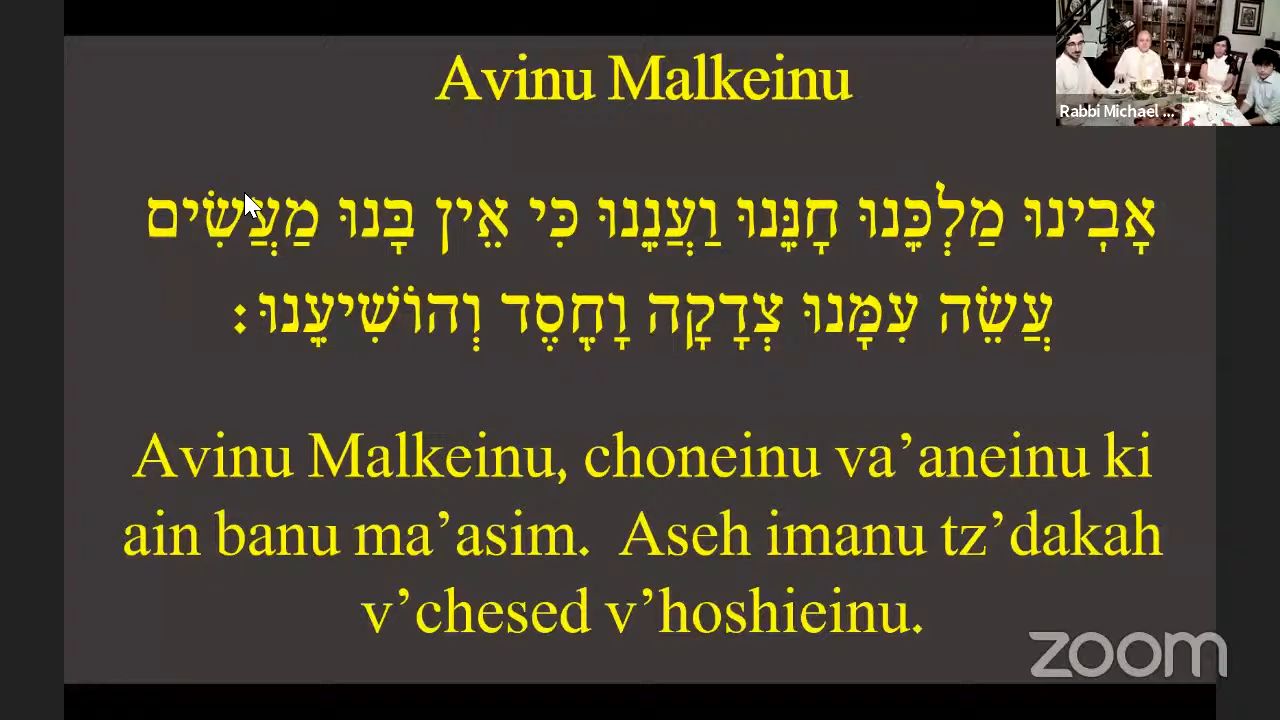 Avinu Malkeinu
Rabbi Michael ...
אָבִֽינוּ מַלְכֵּֽנוּ חָנֵּֽנוּ וַעֲנֵֽנוּ כִּי אֵין בָּֽנוּ מַעֲשִׂים
עֲשֵׂה עִמָּֽנוּ צְדָקָה וָחֶֽסֶד וְהוֹשִׁיעֵֽנוּ:
Avinu Malkeinu, choneinu va’aneinu ki
ain banu ma’asim. Aseh imanu tz’dakah
v’chesed v’hoshieinu.
zoom